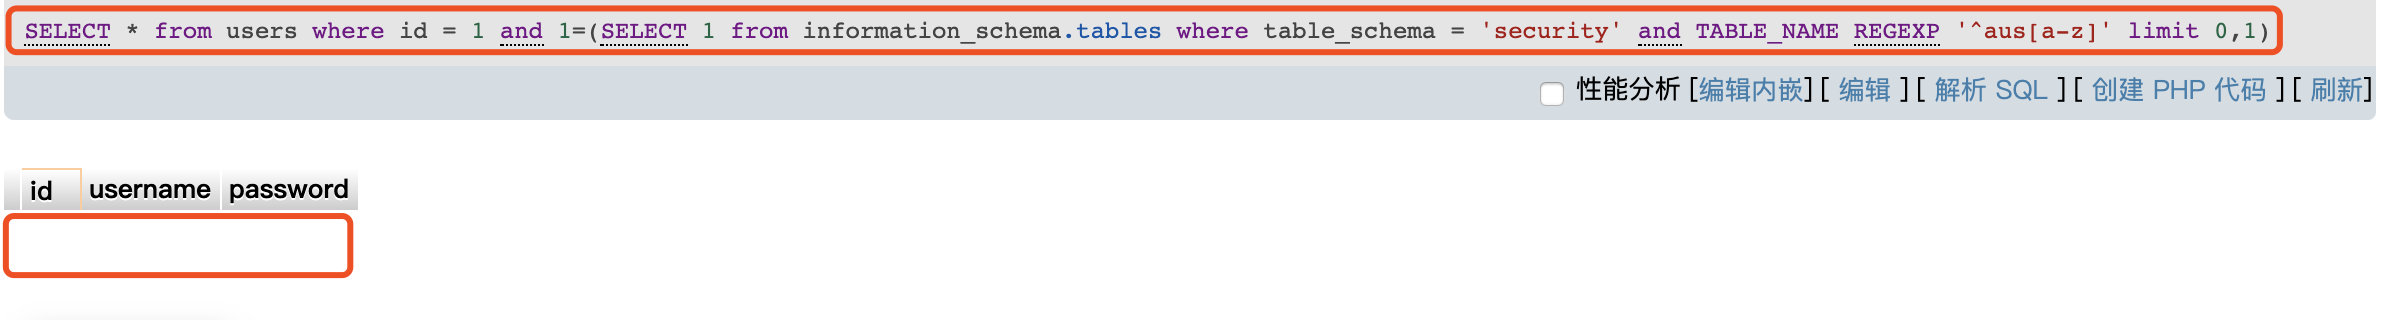 SELECT * from users where id = 1 and 1=(SELECT 1 from information_schema.tables where table_schema = 'security' and TABLE_NAME REGEXP '^aus[a-z]' limit 0,1)
性能分析 [编辑内嵌][ 编辑 ][ 解析 SQL ][ 创建 PHP 代码 ][ 刷新]
id username password